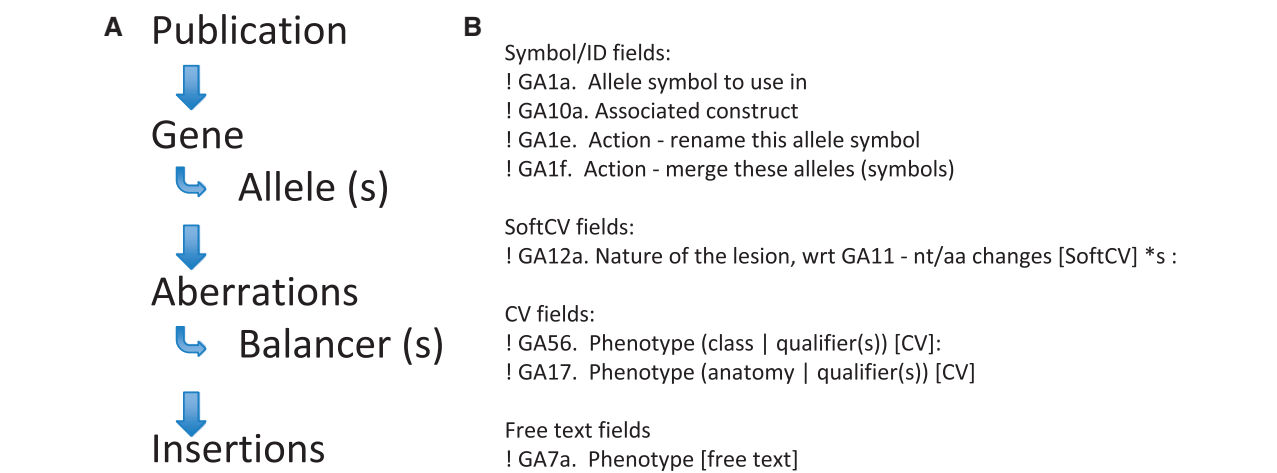 A Publication
Gene
Allele (s)
Aberrations
Balancer (s)
Insertions
B
Symbol/ID fields:
! GA1a.  Allele symbol to use in
! GA10a. Associated construct
! GA1e.  Action - rename this allele symbol
! GA1f.  Action - merge these alleles (symbols)
SoftCV fields:
! GA12a. Nature of the lesion, wrt GA11 - nt/aa changes [SoftCV] *s :
CV fields:
! GA56.  Phenotype (class | qualifier(s)) [CV]:
! GA17.  Phenotype (anatomy | qualifier(s)) [CV]
Free text fields
! GA7a.  Phenotype [free text]